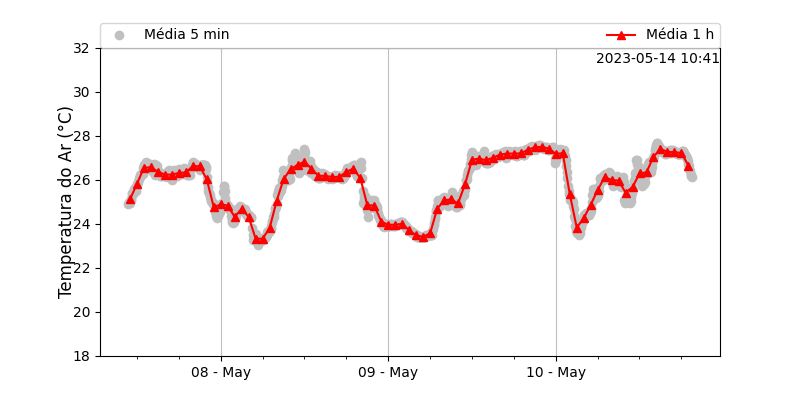 Média 5 min
Média 1 h
2023-05-14 10:41
Temperatura do Ar (°C)
32
30
28
26
24
22
20
18
08 - May
09 - May
10 - May